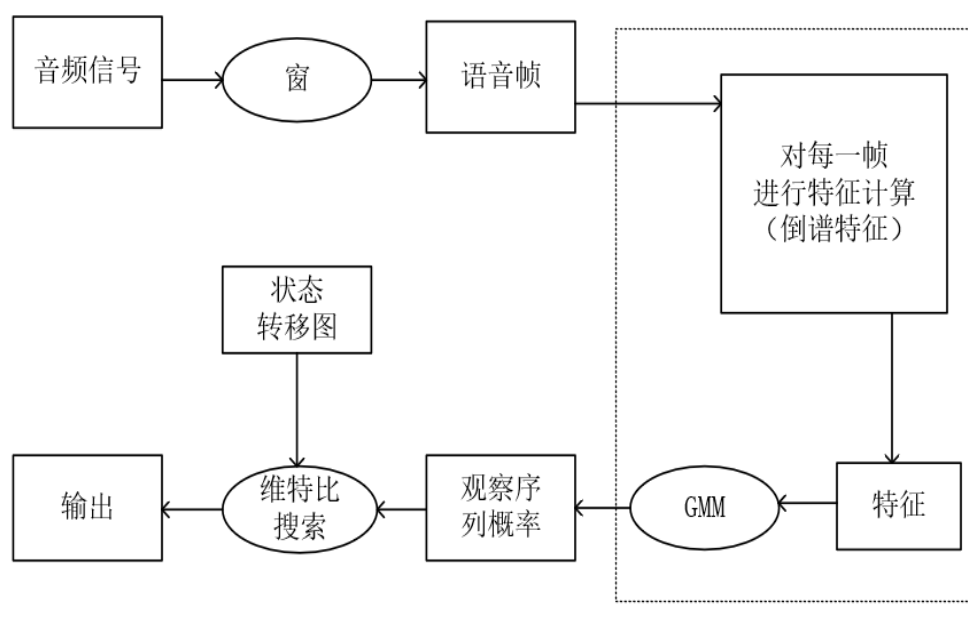 音频信号
窗
语音帧
对每一帧
进行特征计算
（倒谱特征）
状态
转移图
输出
维特比
搜索
观察序
列概率
GMM
特征